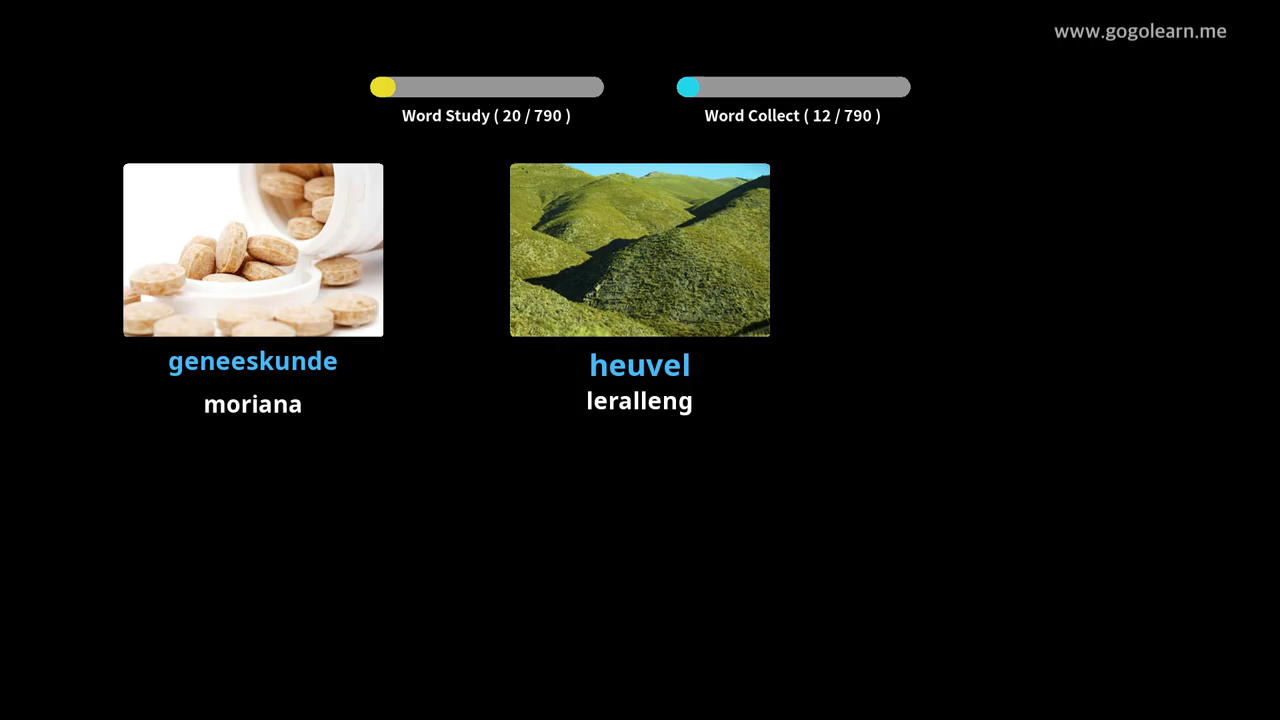 www.gogolearn.me
Word Study ( 20 / 790 )
Word Collect ( 12 / 790 )
geneeskunde
moriana
heuvel
leralleng